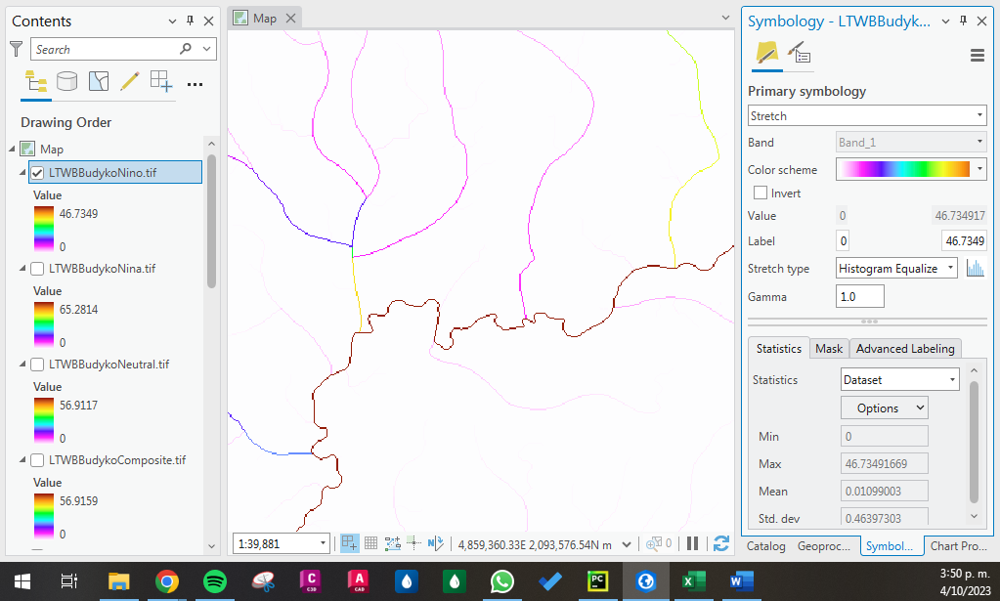 Contents
Search
Drawing Order
Map
LTWBBudykoNino.tif
Value
46.7349
0
LTWBBudykoNina.tif
Value
65.2814
0
LTWBBudykoNeutral.tif
Value
56.9117
0
LTWBBudykoComposite.tif
Value
56.9159
0
Map
1:39,881
4,859,360.33E 2,093,576.54N m
0
Symbology - LTWBBudyk...
Primary symbology
Stretch
Band Band_1
Color scheme
Invert
Value 0 46.734917
Label 0 46.7349
Stretch type Histogram Equalize
Gamma 1.0
Statistics Mask Advanced Labeling
Statistics Dataset
Options
Min 0
Max 46.73491669
Mean 0.01099003
Std. dev 0.46397303
Catalog Geoproc... Symbol... Chart Pro...
C
C3D
A
CAD
PC
X
W
3:50 p. m.
4/10/2023